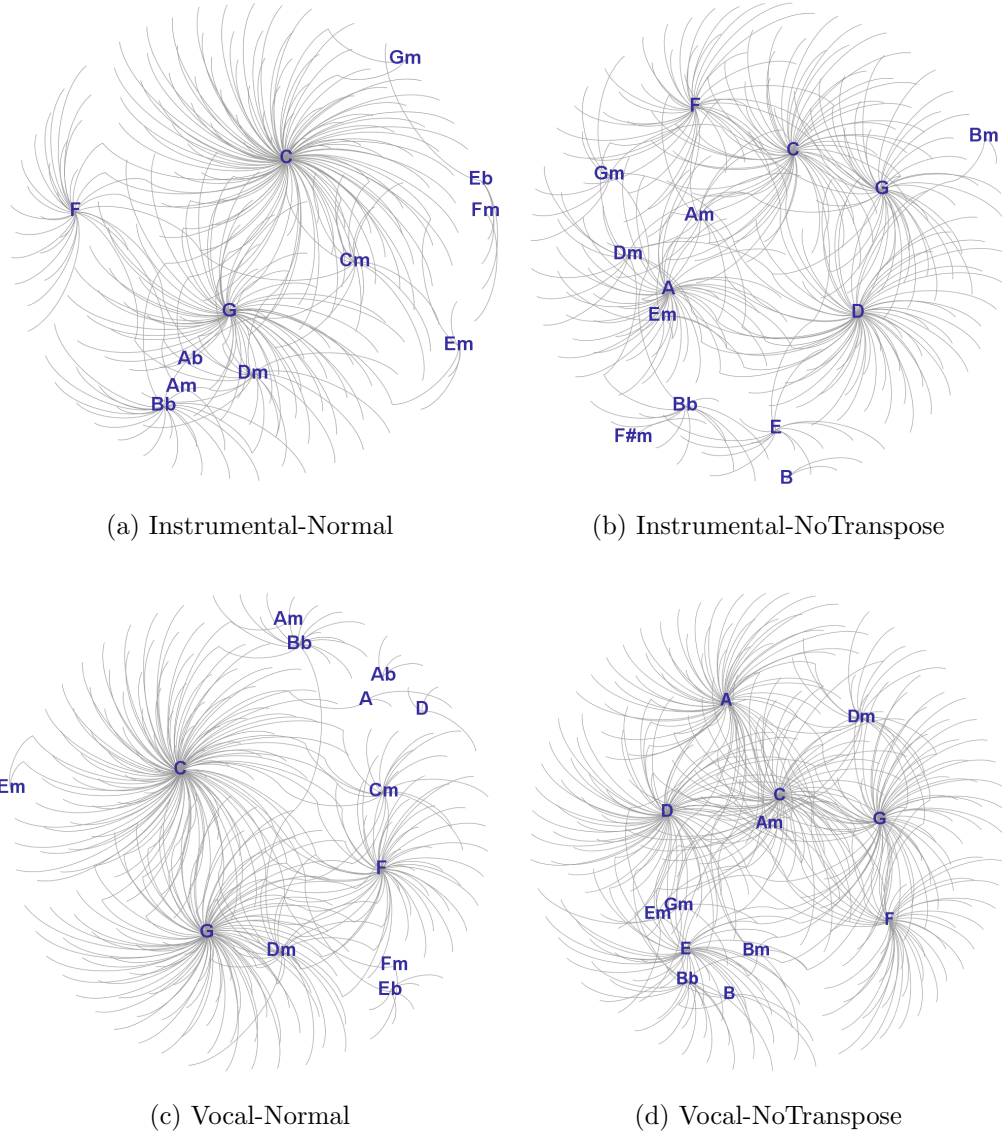 Gm
C
Eb
F
Fm
Cm
G
Em
Ab
Dm
Am
Bb
(a) Instrumental-Normal
F
Bm
C
Gm
G
Am
Dm
A
Em
D
Bb
E
F#m
B
(b) Instrumental-NoTranspose
Am
Bb
Ab
A
D
C
Em
Cm
F
G
Dm
Fm
Eb
(c) Vocal-Normal
A
Dm
C
D
Am
G
Gm
Em
F
E
Bm
Bb
B
(d) Vocal-NoTranspose